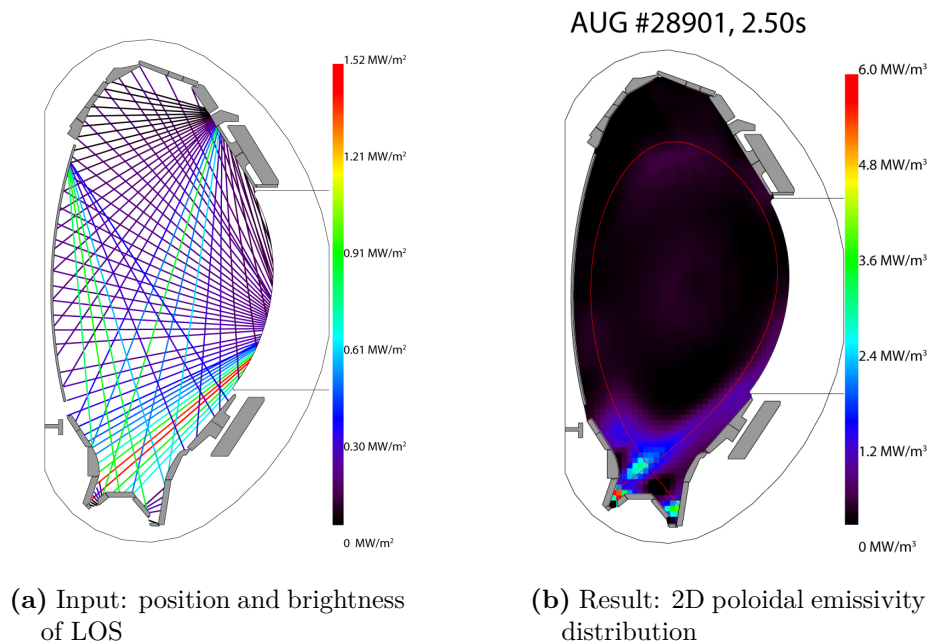 AUG #28901, 2.50s
1.52 MW/m²
1.21 MW/m²
0.91 MW/m²
0.61 MW/m²
0.30 MW/m²
0 MW/m²
6.0 MW/m³
4.8 MW/m³
3.6 MW/m³
2.4 MW/m³
1.2 MW/m³
0 MW/m³
(a) Input: position and brightness
of LOS
(b) Result: 2D poloidal emissivity
distribution